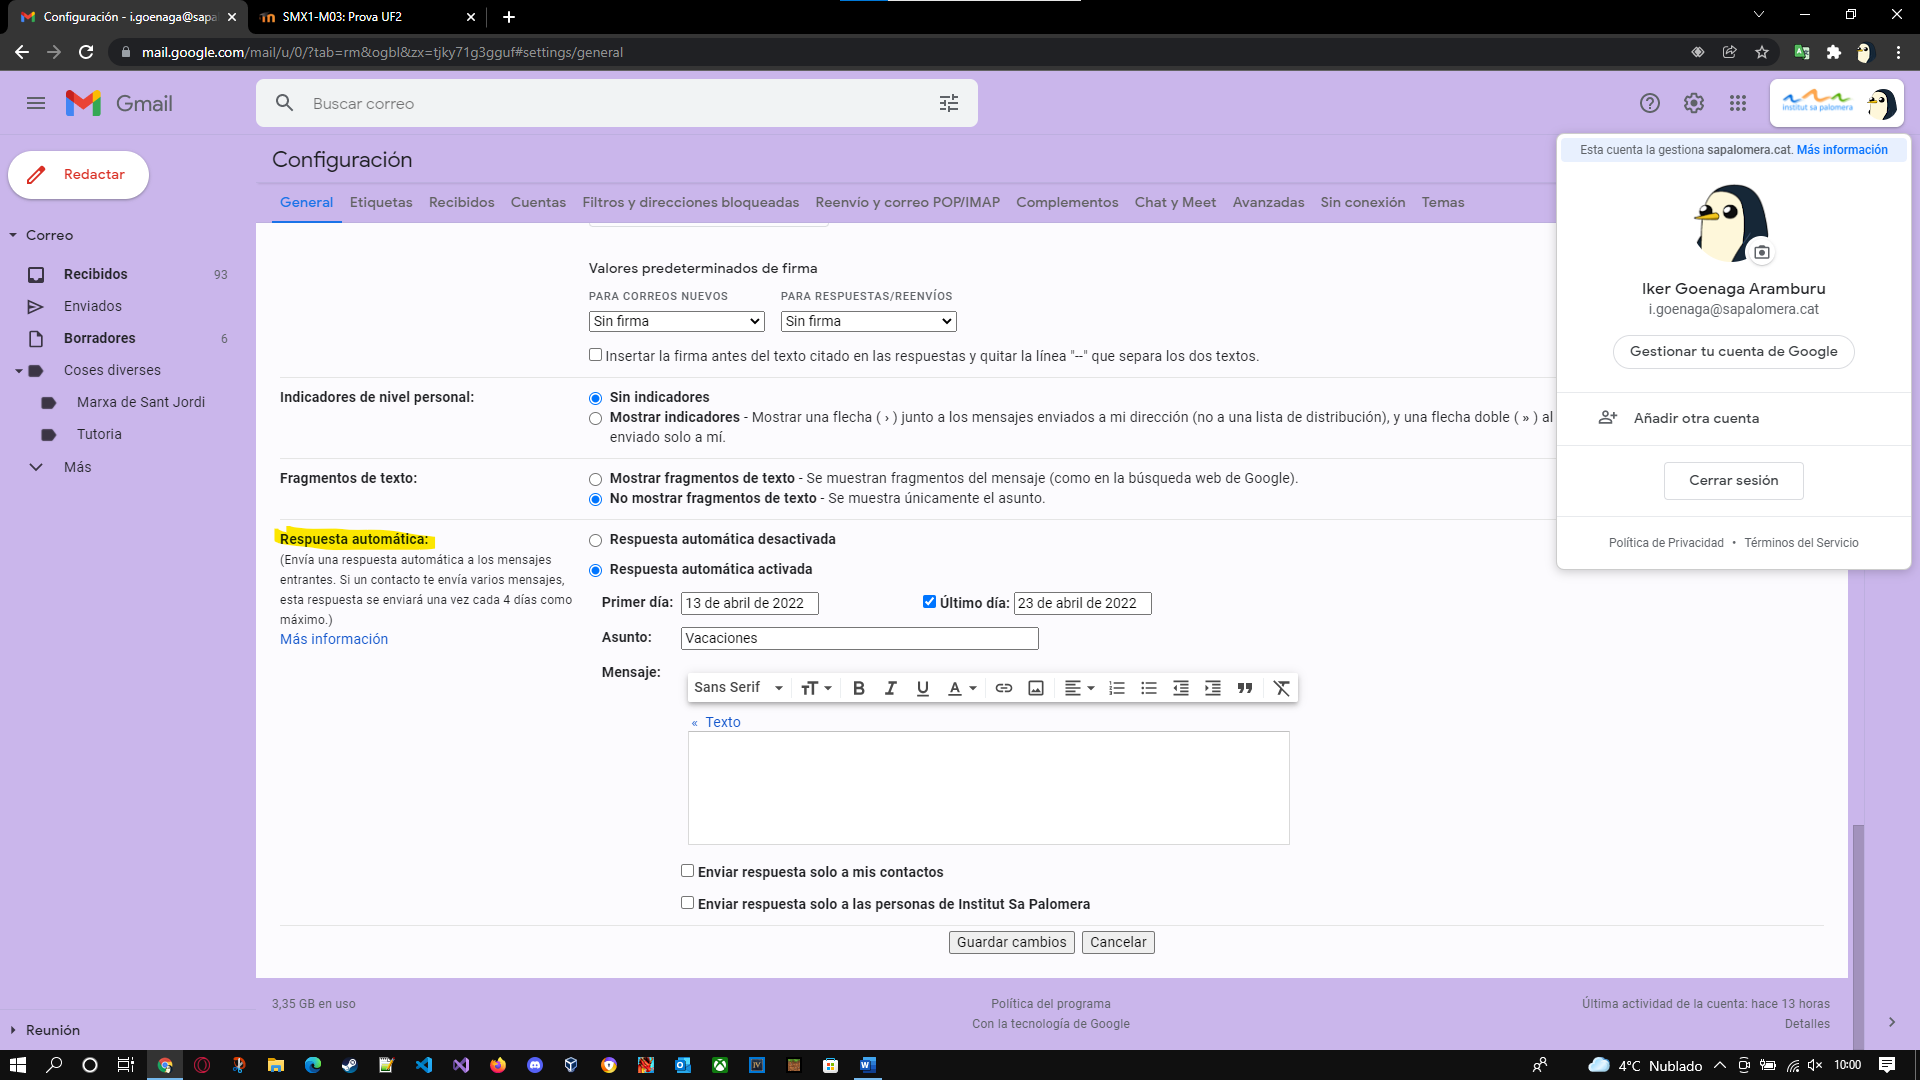 Configuración - i.goenaga@sapa
SMX1-M03: Prova UF2
mail.google.com/mail/u/0/?tab=rm&ogbl&zx=tjky71g3gguf#settings/general
Gmail
Buscar correo
institut sa palomera
Redactar
Correo
Recibidos 93
Enviados
Borradores 6
Coses diverses
Marxa de Sant Jordi
Tutoria
Más
Reunión
Configuración
General Etiquetas Recibidos Cuentas Filtros y direcciones bloqueadas Reenvío y correo POP/IMAP Complementos Chat y Meet Avanzadas Sin conexión Temas
Valores predeterminados de firma
PARA CORREOS NUEVOS PARA RESPUESTAS/REENVÍOS
Sin firma Sin firma
Insertar la firma antes del texto citado en las respuestas y quitar la línea "--" que separa los dos textos.
Indicadores de nivel personal:
Sin indicadores
Mostrar indicadores - Mostrar una flecha ( › ) junto a los mensajes enviados a mi dirección (no a una lista de distribución), y una flecha doble ( » ) al
enviado solo a mí.
Fragmentos de texto:
Mostrar fragmentos de texto - Se muestran fragmentos del mensaje (como en la búsqueda web de Google).
No mostrar fragmentos de texto - Se muestra únicamente el asunto.
Respuesta automática:
(Envía una respuesta automática a los mensajes
entrantes. Si un contacto te envía varios mensajes,
esta respuesta se enviará una vez cada 4 días como
máximo.)
Más información
Respuesta automática desactivada
Respuesta automática activada
Primer día: 13 de abril de 2022 Último día: 23 de abril de 2022
Asunto: Vacaciones
Mensaje:
Sans Serif
« Texto
Enviar respuesta solo a mis contactos
Enviar respuesta solo a las personas de Institut Sa Palomera
Guardar cambios Cancelar
3,35 GB en uso
Política del programa
Con la tecnología de Google
Última actividad de la cuenta: hace 13 horas
Detalles
Esta cuenta la gestiona sapalomera.cat. Más información
Iker Goenaga Aramburu
i.goenaga@sapalomera.cat
Gestionar tu cuenta de Google
Añadir otra cuenta
Cerrar sesión
Política de Privacidad • Términos del Servicio
4°C Nublado
10:00